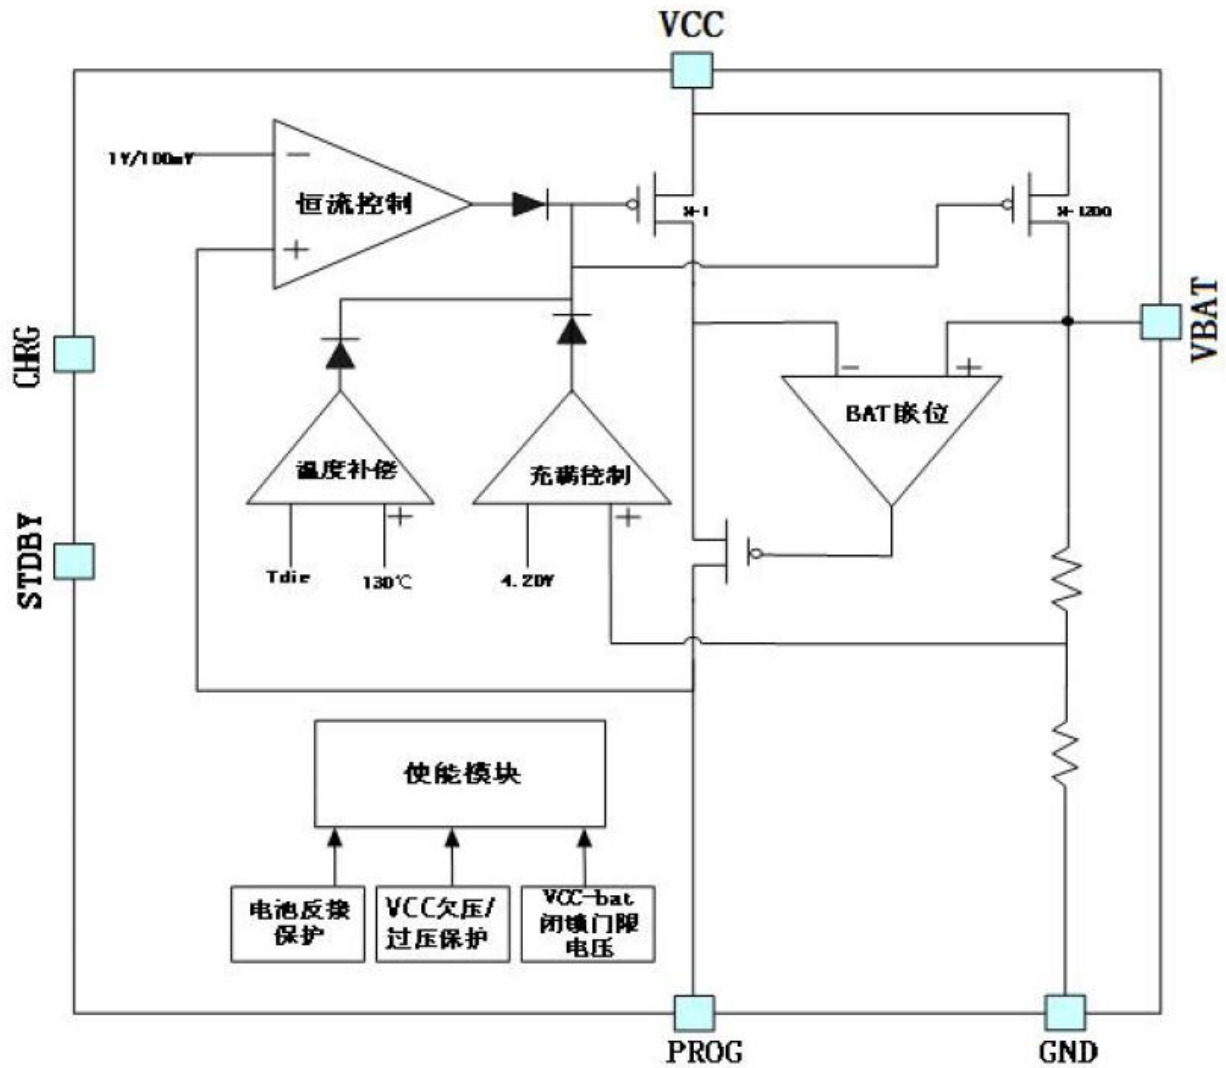 VCC
1V/100mV
−
恒流控制
+
M-1
M-1200
CHRG
VBAT
−
+
BAT嵌位
温度补偿
充满控制
+
+
Tdie
130℃
4.20V
STDBY
使能模块
电池反接
保护
VCC欠压/
过压保护
VCC-bat
闭锁门限
电压
PROG
GND